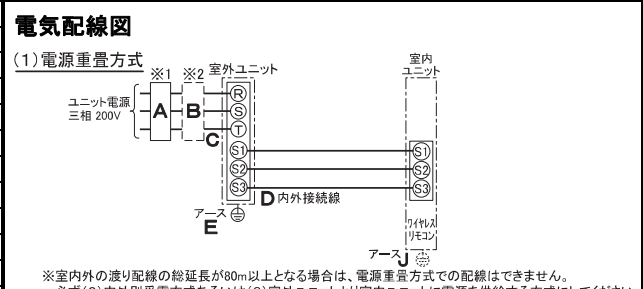 電気配線図
(1)電源重畳方式
※1 ※2 室外ユニット
室内
ユニット
ユニット電源
三相 200V
A B
C
R
S
T
S1
S2
S3
S1
S2
S3
D 内外接続線
アース
E
ワイヤレス
リモコン
アース J
※室内外の渡り配線の総延長が80m以上となる場合は、電源重畳方式での配線はできません。